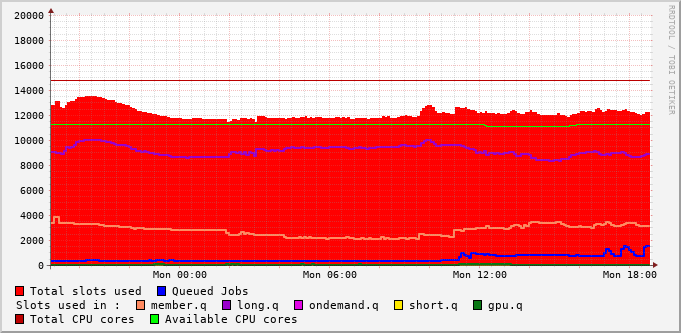 20000
18000
16000
14000
12000
10000
8000
6000
4000
2000
0
Mon 00:00 Mon 06:00 Mon 12:00 Mon 18:00
RRDTOOL / TOBI OETIKER
Total slots used Queued Jobs
Slots used in : member.q long.q ondemand.q short.q gpu.q
Total CPU cores Available CPU cores